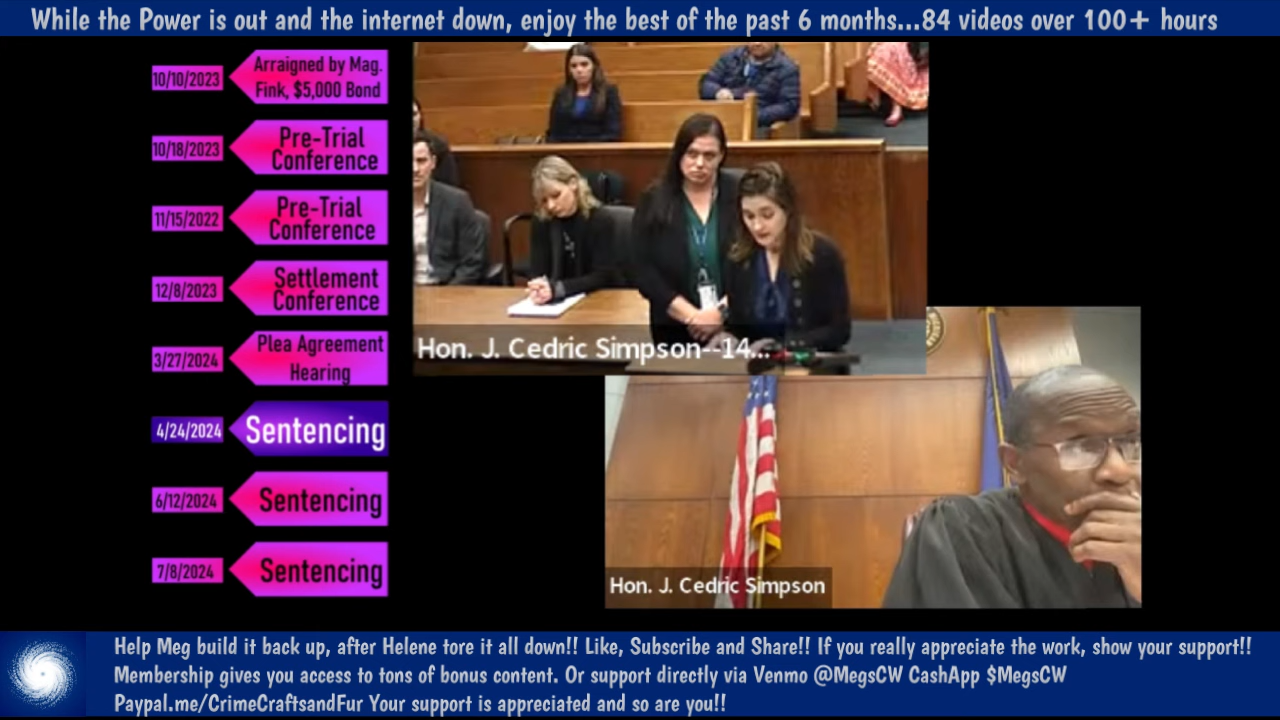 While the Power is out and the internet down, enjoy the best of the past 6 months...84 videos over 100+ hours
10/10/2023
Arraigned by Mag.
Fink, $5,000 Bond
10/18/2023
Pre-Trial
Conference
11/15/2022
Pre-Trial
Conference
12/8/2023
Settlement
Conference
3/27/2024
Plea Agreement
Hearing
4/24/2024
Sentencing
6/12/2024
Sentencing
7/8/2024
Sentencing
Hon. J. Cedric Simpson--14...
Hon. J. Cedric Simpson
Help Meg build it back up, after Helene tore it all down!! Like, Subscribe and Share!! If you really appreciate the work, show your support!!
Membership gives you access to tons of bonus content. Or support directly via Venmo @MegsCW CashApp $MegsCW
Paypal.me/CrimeCraftsandFur Your support is appreciated and so are you!!